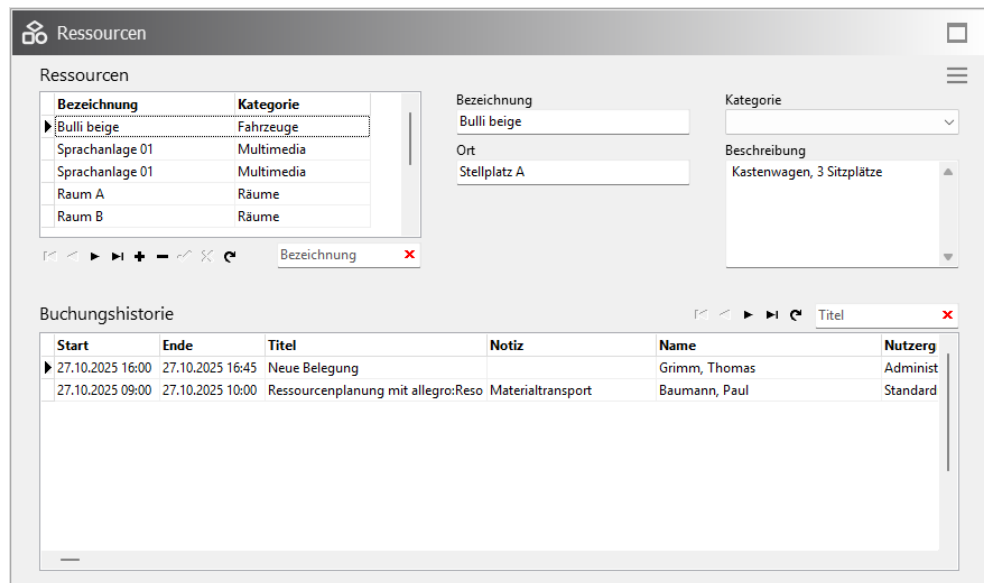 Ressourcen
Ressourcen
Bezeichnung Kategorie
Bulli beige Fahrzeuge
Sprachanlage 01 Multimedia
Sprachanlage 01 Multimedia
Raum A Räume
Raum B Räume
Bezeichnung
Bezeichnung
Bulli beige
Ort
Stellplatz A
Kategorie
Beschreibung
Kastenwagen, 3 Sitzplätze
Buchungshistorie
Titel
Start Ende Titel Notiz Name Nutzerg
27.10.2025 16:00 27.10.2025 16:45 Neue Belegung Grimm, Thomas Administ
27.10.2025 09:00 27.10.2025 10:00 Ressourcenplanung mit allegro:Reso Materialtransport Baumann, Paul Standard